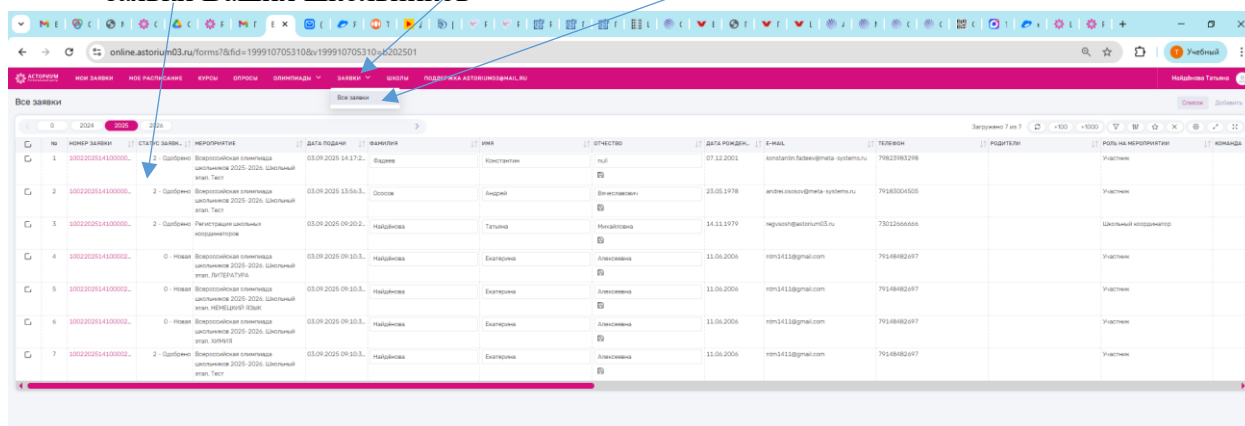 заявки Ваших школьников
online.astorium03.ru/forms?&fid=199910705310&v199910705310=b202501
Учебный
АСТОРИУМ МОИ ЗАЯВКИ МОЕ РАСПИСАНИЕ КУРСЫ ОПРОСЫ ОЛИМПИАДЫ ЗАЯВКИ ШКОЛЫ ПОДДЕРЖКА ASTORIUM03@MAIL.RU Найдёнова Татьяна
Все заявки
Все заявки Список Добавить
0 2024 2025 2026 Загружено 7 из 7 +100 +1000
№ НОМЕР ЗАЯВКИ СТАТУС ЗАЯВК... МЕРОПРИЯТИЕ ДАТА ПОДАЧИ ФАМИЛИЯ ИМЯ ОТЧЕСТВО ДАТА РОЖДЕН... E-MAIL ТЕЛЕФОН РОДИТЕЛИ РОЛЬ НА МЕРОПРИЯТИИ КОМАНДА
1 1002202514100000... 2 - Одобрено Всероссийская олимпиада школьников 2025-2026. Школьный этап. Тест 03.09.2025 14:17:2... Фадеев Константин null 07.12.2001 konstantin.fadeev@meta-systems.ru 79823983298 Участник
2 1002202514100000... 2 - Одобрено Всероссийская олимпиада школьников 2025-2026. Школьный этап. Тест 03.09.2025 13:56:3... Ососов Андрей Вячеславович 23.05.1978 andrei.ososov@meta-systems.ru 79183004505 Участник
3 1002202514100000... 2 - Одобрено Регистрация школьных координаторов 03.09.2025 09:20:2... Найдёнова Татьяна Михайловна 14.11.1979 regvsosh@astorium03.ru 73012666666 Школьный координатор
4 1002202514100002... 0 - Новая Всероссийская олимпиада школьников 2025-2026. Школьный этап. ЛИТЕРАТУРА 03.09.2025 09:10:3... Найдёнова Екатерина Алексеевна 11.06.2006 ntm1411@gmail.com 79148482697 Участник
5 1002202514100002... 0 - Новая Всероссийская олимпиада школьников 2025-2026. Школьный этап. НЕМЕЦКИЙ ЯЗЫК 03.09.2025 09:10:3... Найдёнова Екатерина Алексеевна 11.06.2006 ntm1411@gmail.com 79148482697 Участник
6 1002202514100002... 0 - Новая Всероссийская олимпиада школьников 2025-2026. Школьный этап. ХИМИЯ 03.09.2025 09:10:3... Найдёнова Екатерина Алексеевна 11.06.2006 ntm1411@gmail.com 79148482697 Участник
7 1002202514100002... 2 - Одобрено Всероссийская олимпиада школьников 2025-2026. Школьный этап. Тест 03.09.2025 09:10:3... Найдёнова Екатерина Алексеевна 11.06.2006 ntm1411@gmail.com 79148482697 Участник